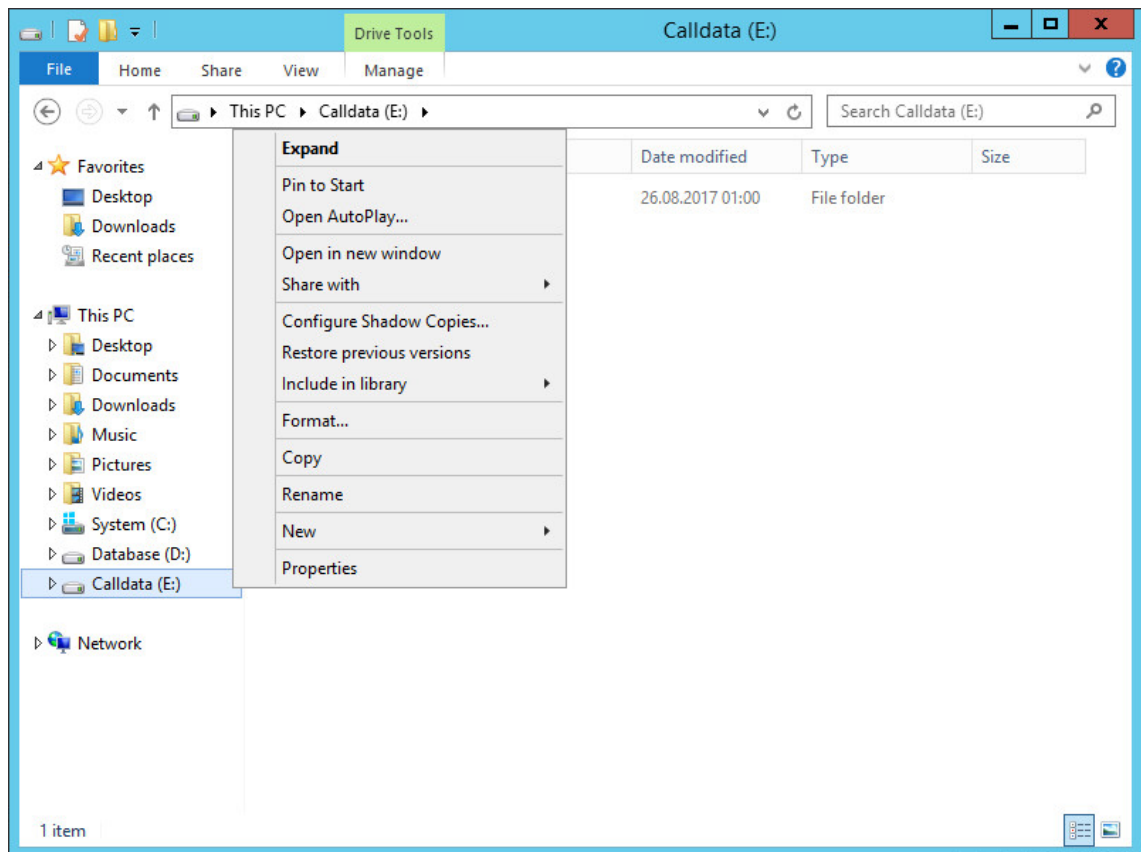 Drive Tools
Calldata (E:)
File Home Share View Manage
This PC Calldata (E:)
Search Calldata (E:)
Date modified Type Size
26.08.2017 01:00 File folder
Favorites
Desktop
Downloads
Recent places
This PC
Desktop
Documents
Downloads
Music
Pictures
Videos
System (C:)
Database (D:)
Calldata (E:)
Network
Expand
Pin to Start
Open AutoPlay...
Open in new window
Share with
Configure Shadow Copies...
Restore previous versions
Include in library
Format...
Copy
Rename
New
Properties
1 item